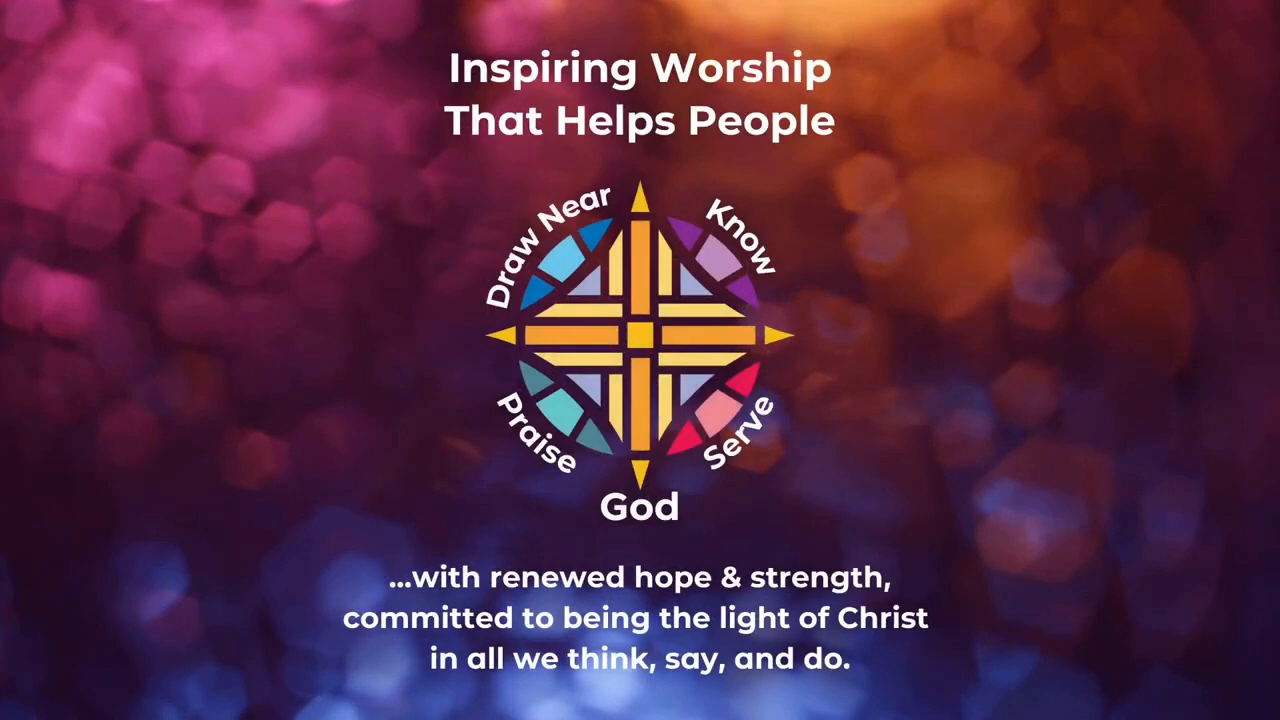 Inspiring Worship
That Helps People
Draw Near
Know
Praise
Serve
God
...with renewed hope & strength,
committed to being the light of Christ
in all we think, say, and do.